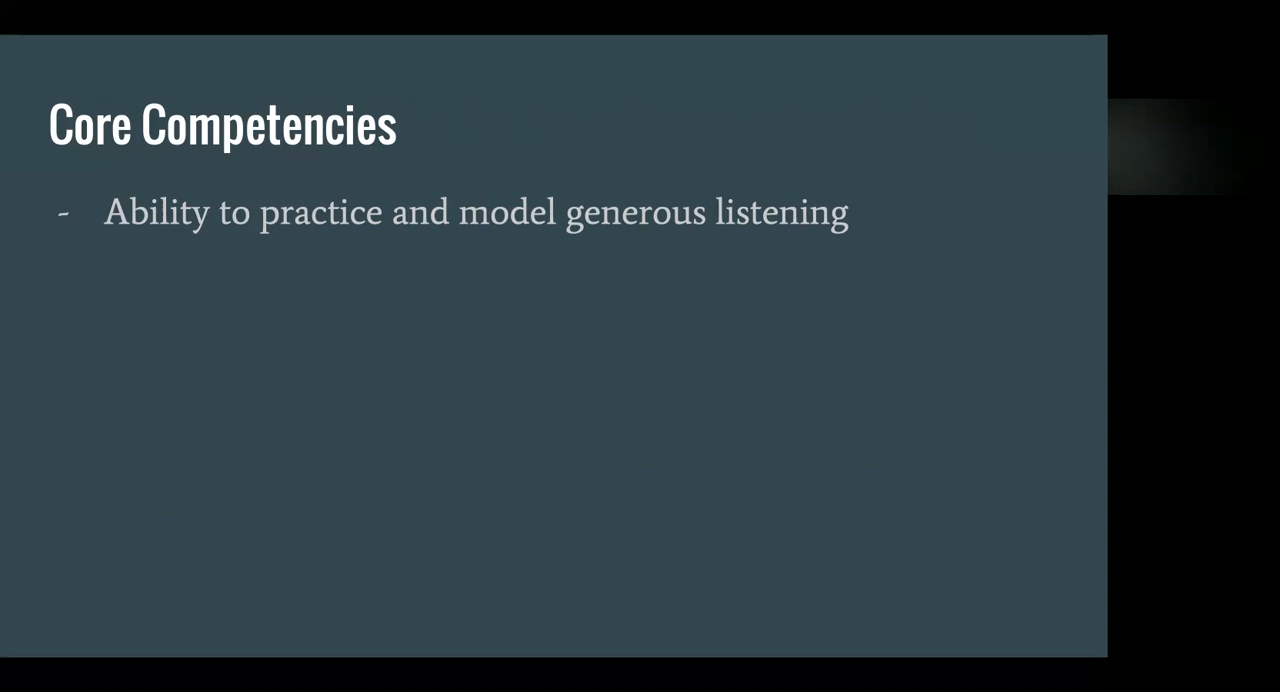 Core Competencies
- Ability to practice and model generous listening